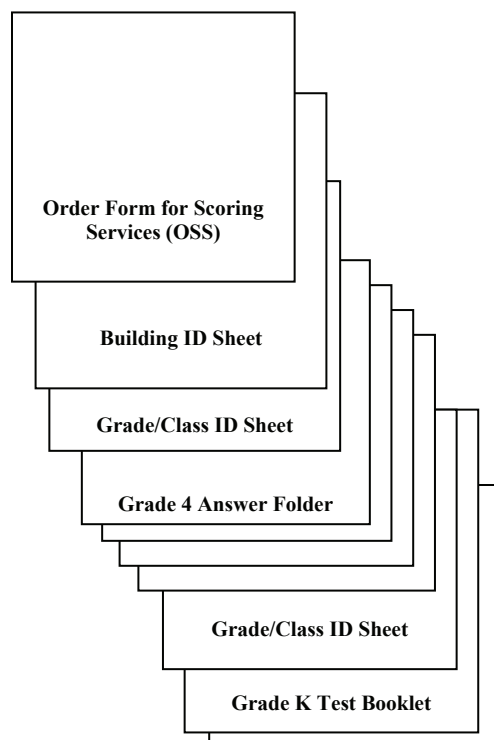 Order Form for Scoring
Services (OSS)
Building ID Sheet
Grade/Class ID Sheet
Grade 4 Answer Folder
Grade/Class ID Sheet
Grade K Test Booklet